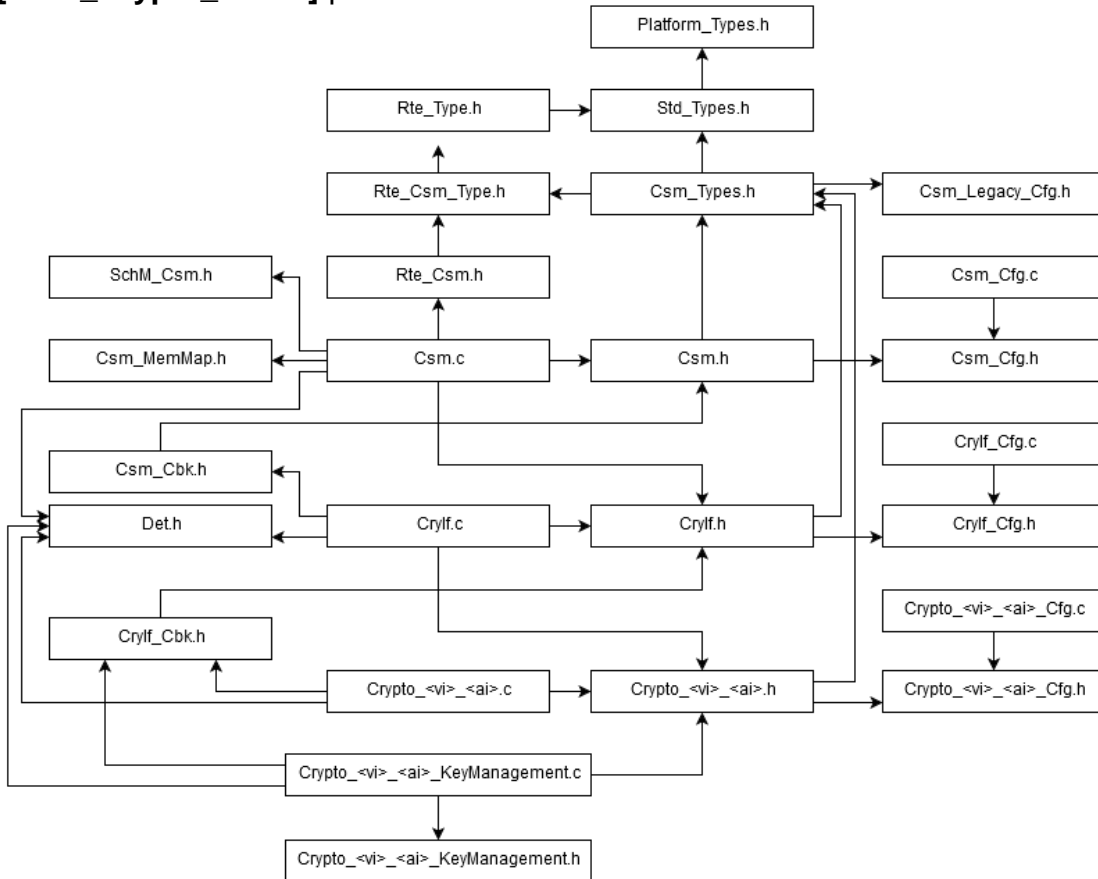 Platform_Types.h
Rte_Type.h
Std_Types.h
Rte_Csm_Type.h
Csm_Types.h
Csm_Legacy_Cfg.h
SchM_Csm.h
Rte_Csm.h
Csm_Cfg.c
Csm_MemMap.h
Csm.c
Csm.h
Csm_Cfg.h
CryIf_Cfg.c
Csm_Cbk.h
Det.h
CryIf.c
CryIf.h
CryIf_Cfg.h
Crypto_<vi>_<ai>_Cfg.c
CryIf_Cbk.h
Crypto_<vi>_<ai>.c
Crypto_<vi>_<ai>.h
Crypto_<vi>_<ai>_Cfg.h
Crypto_<vi>_<ai>_KeyManagement.c
Crypto_<vi>_<ai>_KeyManagement.h